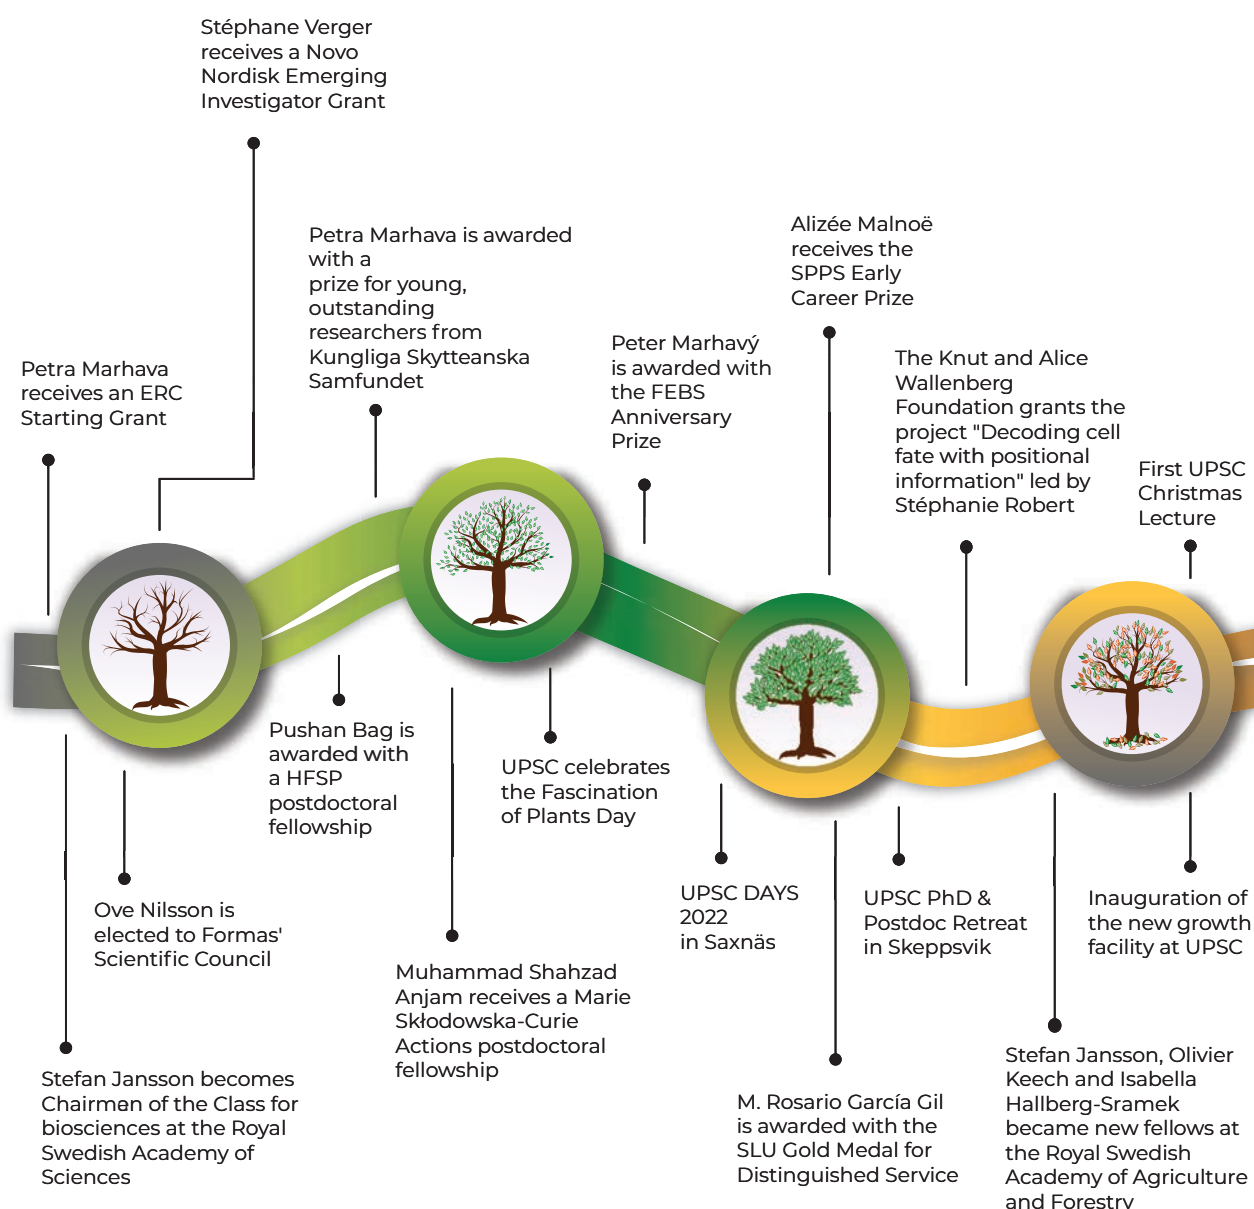 Stéphane Verger
receives a Novo
Nordisk Emerging
Investigator Grant
Petra Marhava is awarded
with a
prize for young,
outstanding
researchers from
Kungliga Skytteanska
Samfundet
Alizée Malnoë
receives the
SPPS Early
Career Prize
Petra Marhava
receives an ERC
Starting Grant
Peter Marhavý
is awarded with
the FEBS
Anniversary
Prize
The Knut and Alice
Wallenberg
Foundation grants the
project "Decoding cell
fate with positional
information" led by
Stéphanie Robert
First UPSC
Christmas
Lecture
Pushan Bag is
awarded with
a HFSP
postdoctoral
fellowship
UPSC celebrates
the Fascination
of Plants Day
Ove Nilsson is
elected to Formas'
Scientific Council
UPSC DAYS
2022
in Saxnäs
UPSC PhD &
Postdoc Retreat
in Skeppsvik
Inauguration of
the new growth
facility at UPSC
Muhammad Shahzad
Anjam receives a Marie
Skłodowska-Curie
Actions postdoctoral
fellowship
Stefan Jansson becomes
Chairman of the Class for
biosciences at the Royal
Swedish Academy of
Sciences
M. Rosario García Gil
is awarded with the
SLU Gold Medal for
Distinguished Service
Stefan Jansson, Olivier
Keech and Isabella
Hallberg-Sramek
became new fellows at
the Royal Swedish
Academy of Agriculture
and Forestry